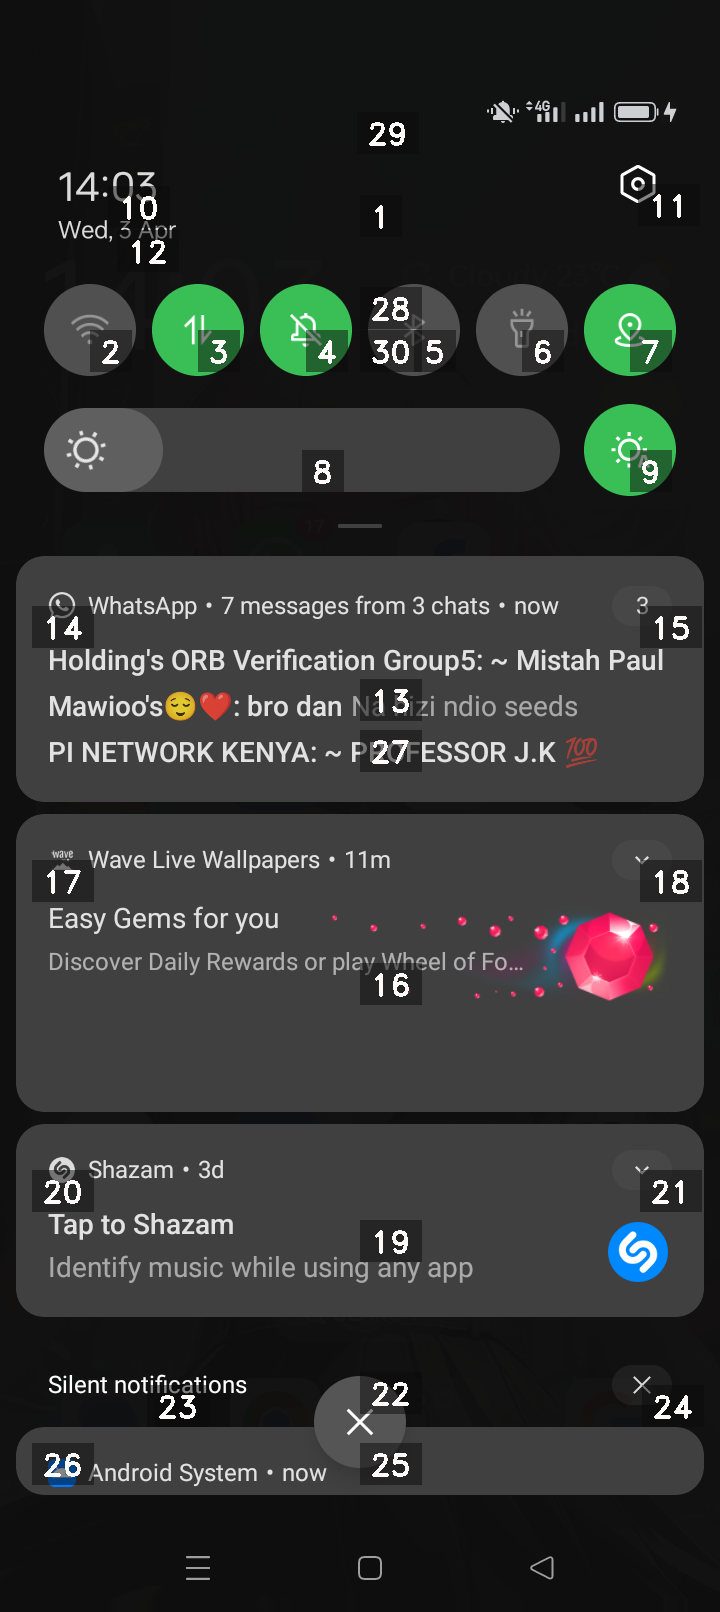 4G
29
14:03
10
11
1
Wed, 3 Apr
12
28
2
3
4
30
5
6
7
8
9
WhatsApp • 7 messages from 3 chats • now
3
14
15
Holding's ORB Verification Group5: ~ Mistah Paul
Mawioo's😌❤️: bro dan Na hizi ndio seeds
13
PI NETWORK KENYA: ~ PROFESSOR J.K 💯
27
wave
Wave Live Wallpapers • 11m
17
18
Easy Gems for you
Discover Daily Rewards or play Wheel of Fo...
16
Shazam • 3d
20
21
Tap to Shazam
19
Identify music while using any app
Silent notifications
22
23
24
Android System • now
26
25